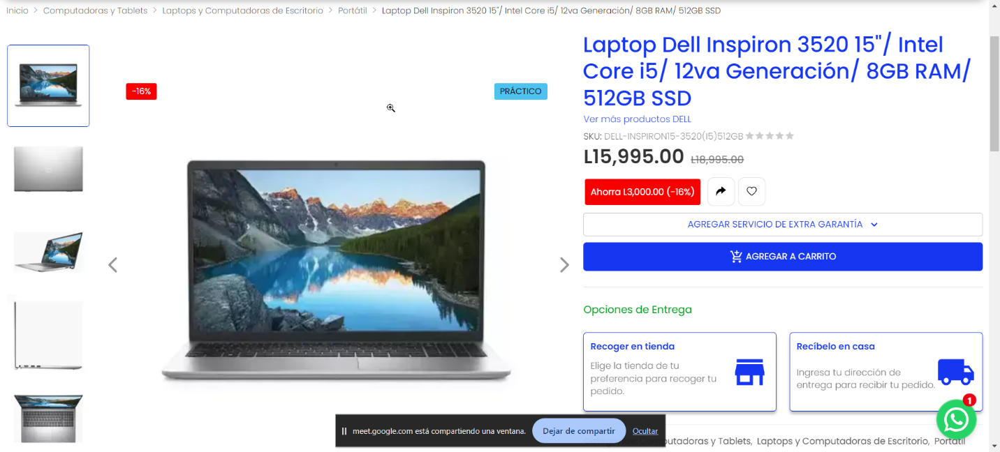 Inicio > Computadoras y Tablets > Laptops y Computadoras de Escritorio > Portátil > Laptop Dell Inspiron 3520 15"/ Intel Core i5/ 12va Generación/ 8GB RAM/ 512GB SSD
-16%
PRÁCTICO
Laptop Dell Inspiron 3520 15"/ Intel
Core i5/ 12va Generación/ 8GB RAM/
512GB SSD
Ver más productos DELL
SKU: DELL-INSPIRON15-3520(I5)512GB
L15,995.00 L18,995.00
Ahorra L3,000.00 (-16%)
AGREGAR SERVICIO DE EXTRA GARANTÍA
AGREGAR A CARRITO
Opciones de Entrega
Recoger en tienda
Elige la tienda de tu
preferencia para recoger tu
pedido.
Recíbelo en casa
Ingresa tu dirección de
entrega para recibir tu pedido.
1
meet.google.com está compartiendo una ventana. Dejar de compartir Ocultar
y Tablets, Laptops y Computadoras de Escritorio, Portátil